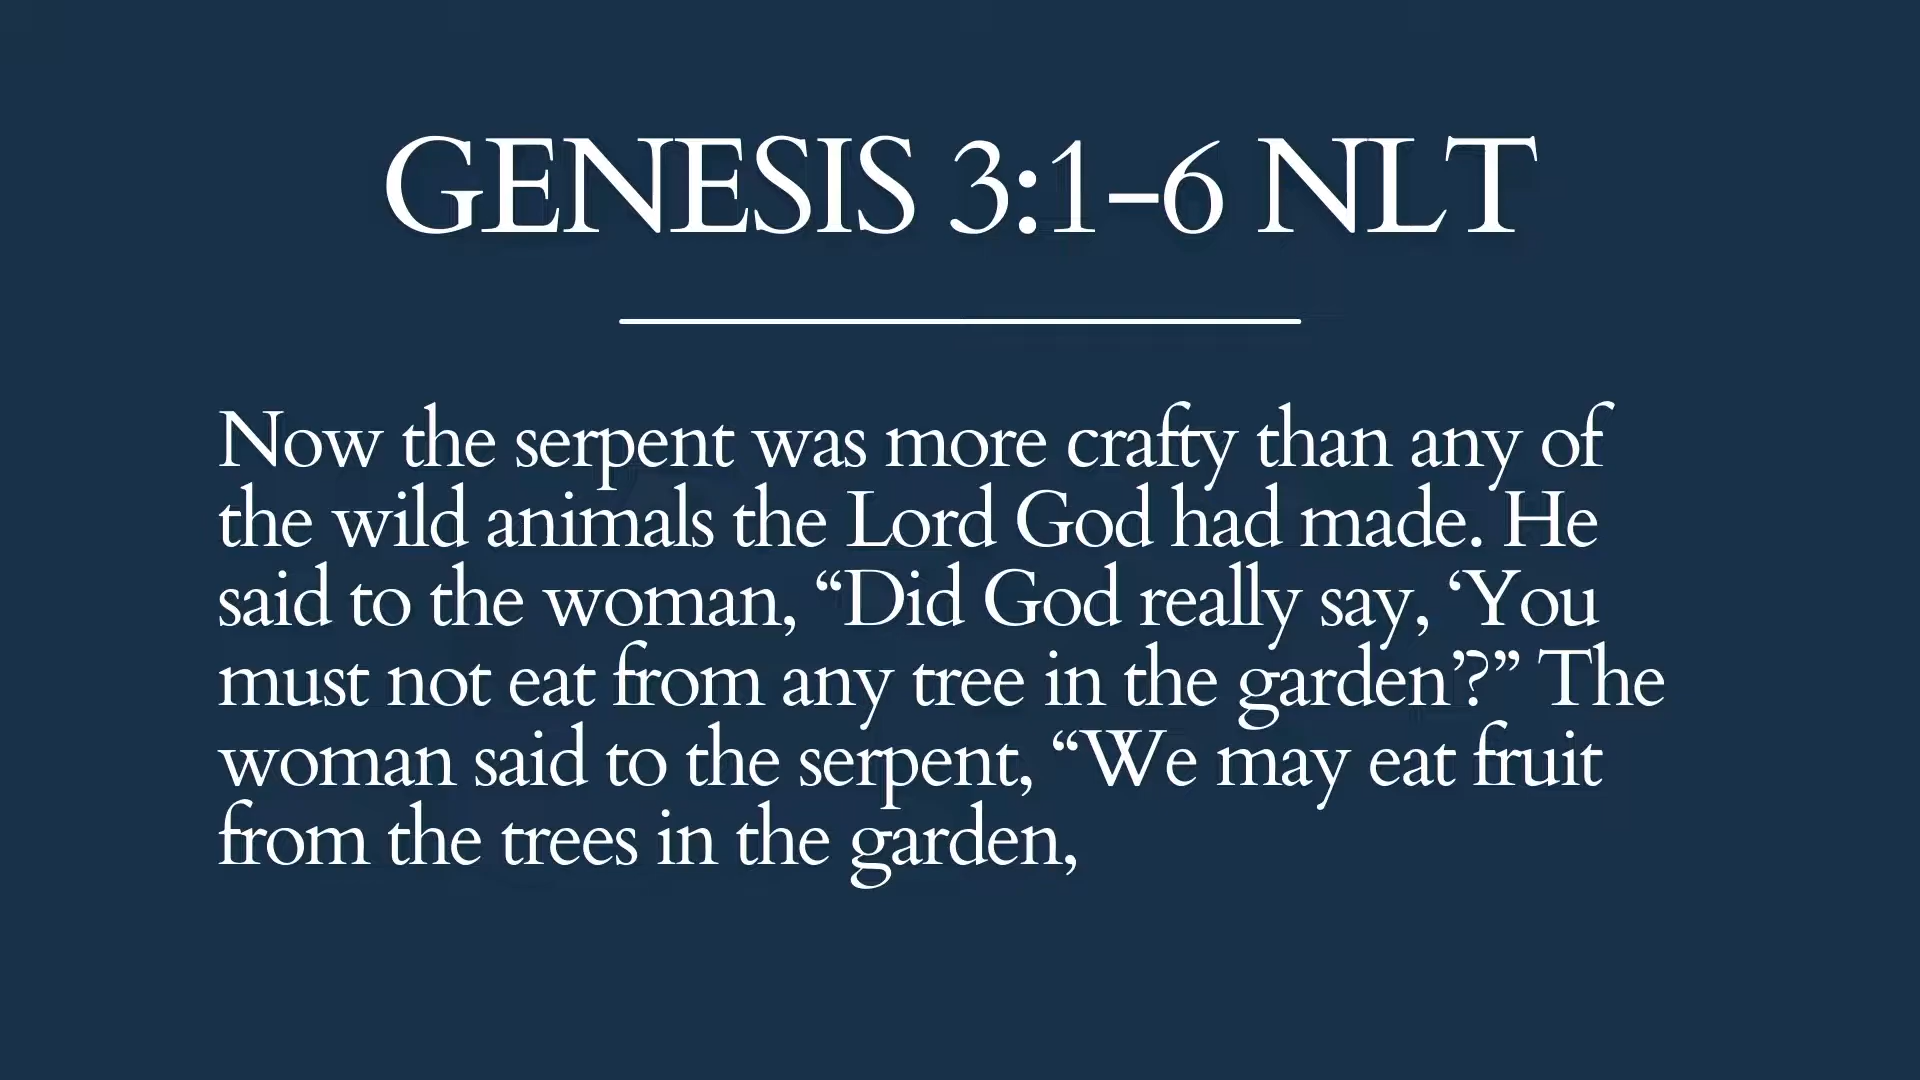 GENESIS 3:1-6 NLT
Now the serpent was more crafty than any of
the wild animals the Lord God had made. He
said to the woman, “Did God really say, ‘You
must not eat from any tree in the garden’?” The
woman said to the serpent, “We may eat fruit
from the trees in the garden,